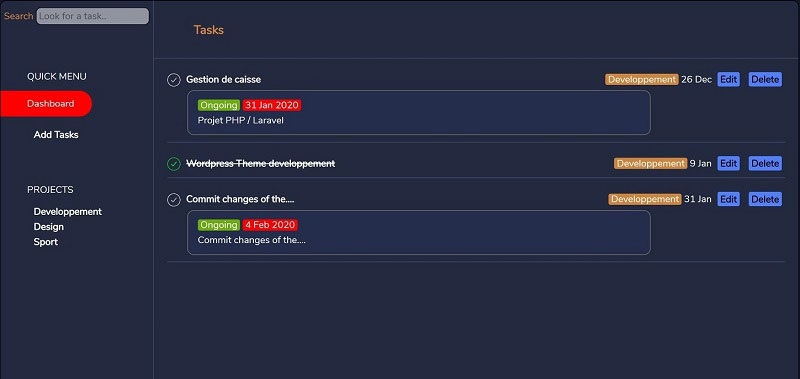 Search Look for a task..
QUICK MENU
Dashboard
Add Tasks
PROJECTS
Developpement
Design
Sport
Tasks
Gestion de caisse Developpement 26 Dec Edit Delete
Ongoing 31 Jan 2020
Projet PHP / Laravel
Wordpress Theme developpement Developpement 9 Jan Edit Delete
Commit changes of the.... Developpement 31 Jan Edit Delete
Ongoing 4 Feb 2020
Commit changes of the....